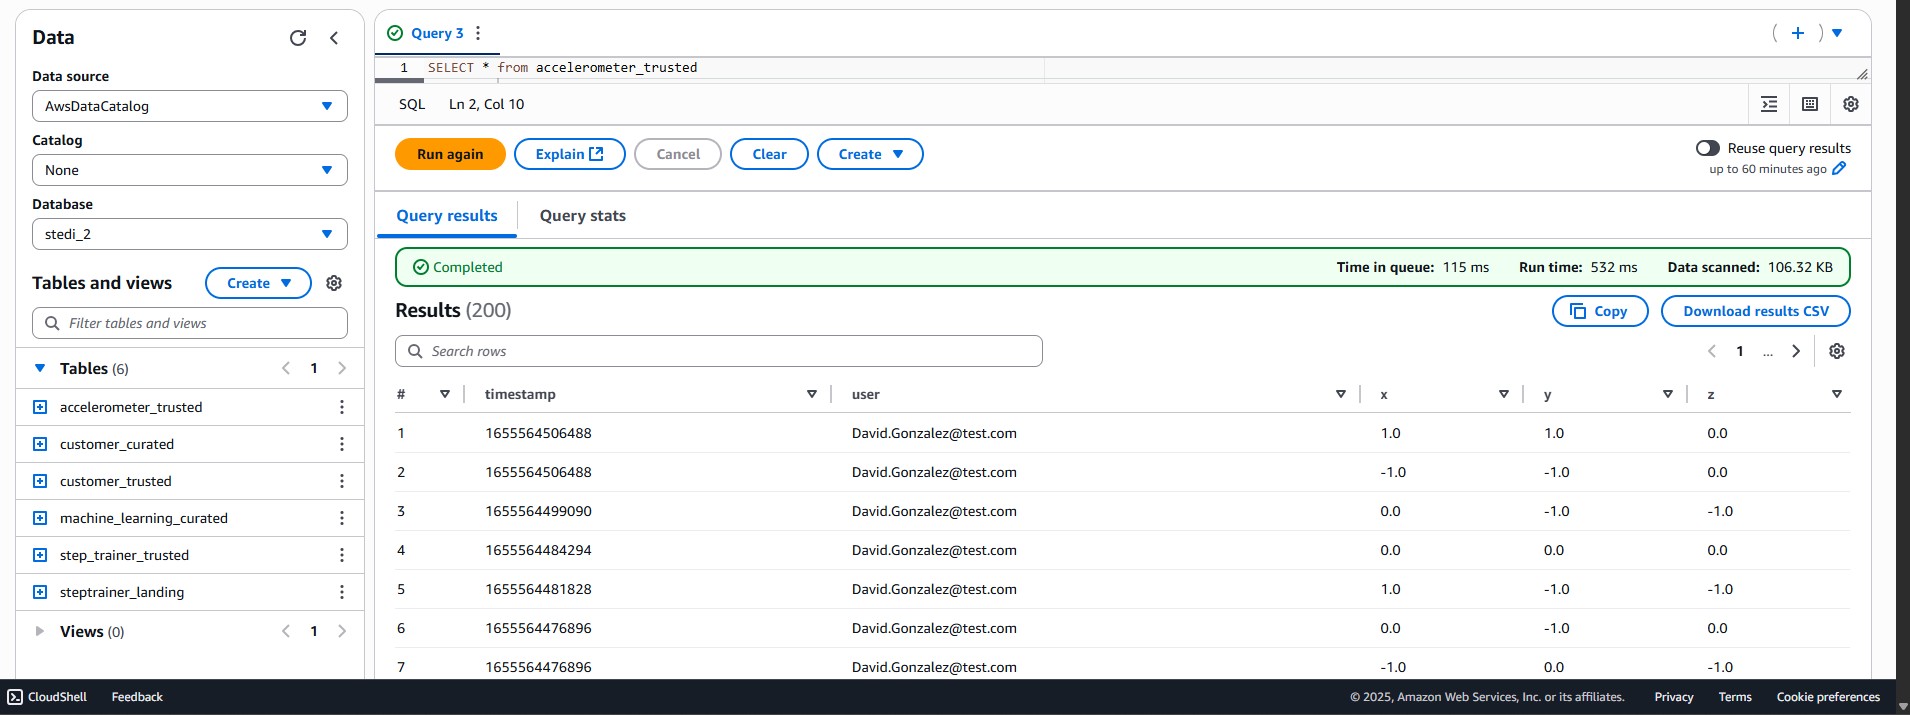 Data
Data source
AwsDataCatalog
Catalog
None
Database
stedi_2
Tables and views
Create
Filter tables and views
Tables (6)
1
accelerometer_trusted
customer_curated
customer_trusted
machine_learning_curated
step_trainer_trusted
steptrainer_landing
Views (0)
1
Query 3
1 SELECT * from accelerometer_trusted
SQL Ln 2, Col 10
Run again Explain Cancel Clear Create
Reuse query results
up to 60 minutes ago
Query results Query stats
Completed Time in queue: 115 ms Run time: 532 ms Data scanned: 106.32 KB
Results (200)
Copy Download results CSV
Search rows
1 ...
# timestamp user x y z
1 1655564506488 David.Gonzalez@test.com 1.0 1.0 0.0
2 1655564506488 David.Gonzalez@test.com -1.0 -1.0 0.0
3 1655564499090 David.Gonzalez@test.com 0.0 -1.0 -1.0
4 1655564484294 David.Gonzalez@test.com 0.0 0.0 0.0
5 1655564481828 David.Gonzalez@test.com 1.0 -1.0 -1.0
6 1655564476896 David.Gonzalez@test.com 0.0 -1.0 0.0
7 1655564476896 David.Gonzalez@test.com -1.0 0.0 -1.0
CloudShell Feedback © 2025, Amazon Web Services, Inc. or its affiliates. Privacy Terms Cookie preferences